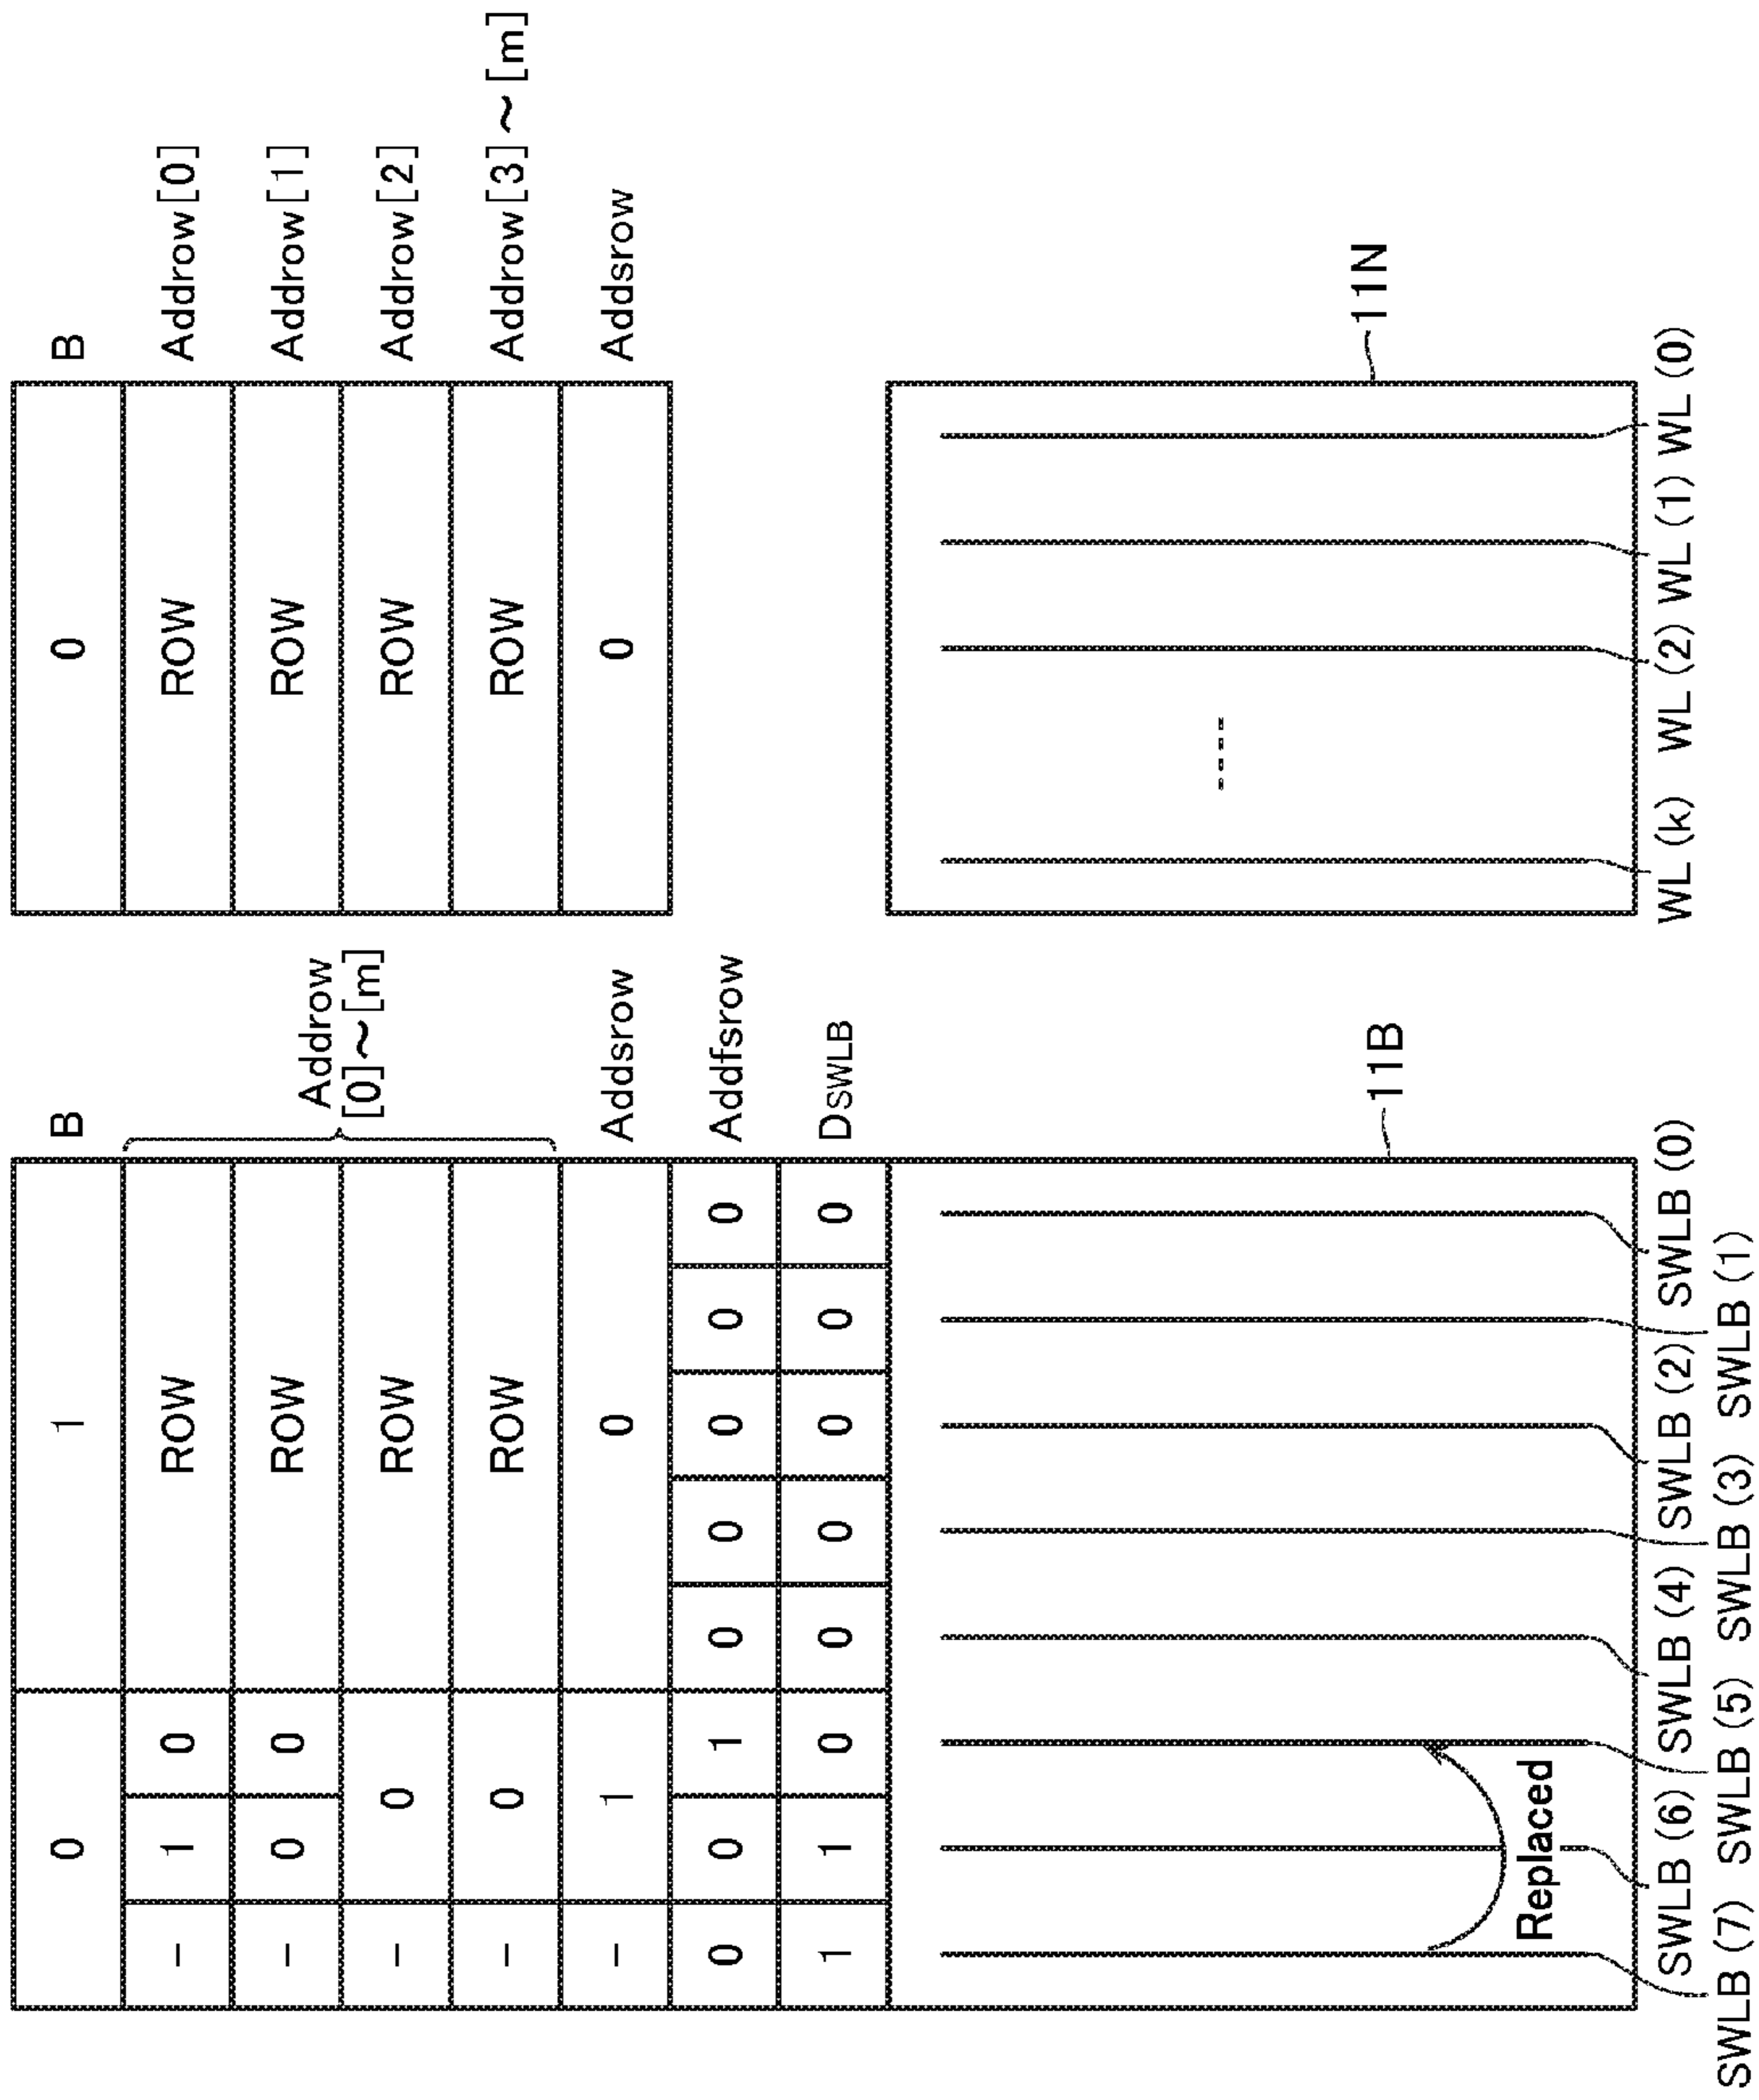 0 1 B 0 B
- 1 0 ROW ROW Addrow[0]
- 0 0 ROW ROW Addrow[1]
Addrow
[0]~[m]
- 0 ROW ROW Addrow[2]
- 0 ROW ROW Addrow[3]~[m]
- 1 0 Addsrow 0 Addsrow
0 0 1 0 0 0 0 0 Addfsrow
1 1 0 0 0 0 0 0 DSWLB
11B 11N
----
Replaced
SWLB (6) SWLB (4) SWLB (2) SWLB (0) WL (k) WL (2) WL (1) WL (0)
SWLB (7) SWLB (5) SWLB (3) SWLB (1)